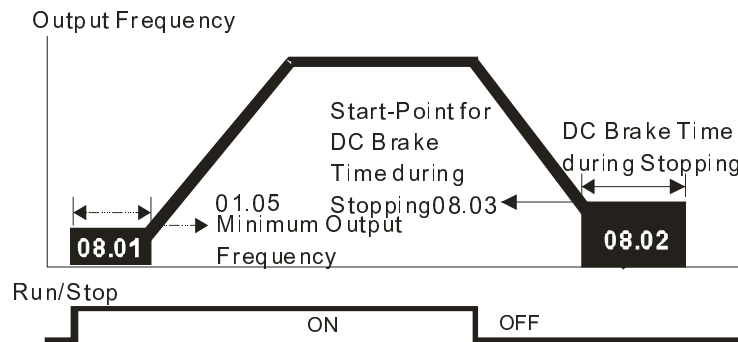 Output Frequency
Start-Point for
DC Brake
Time during
Stopping08.03
DC Brake Time
during Stopping
01.05
Minimum Output
Frequency
08.01
08.02
Run/Stop
ON
OFF